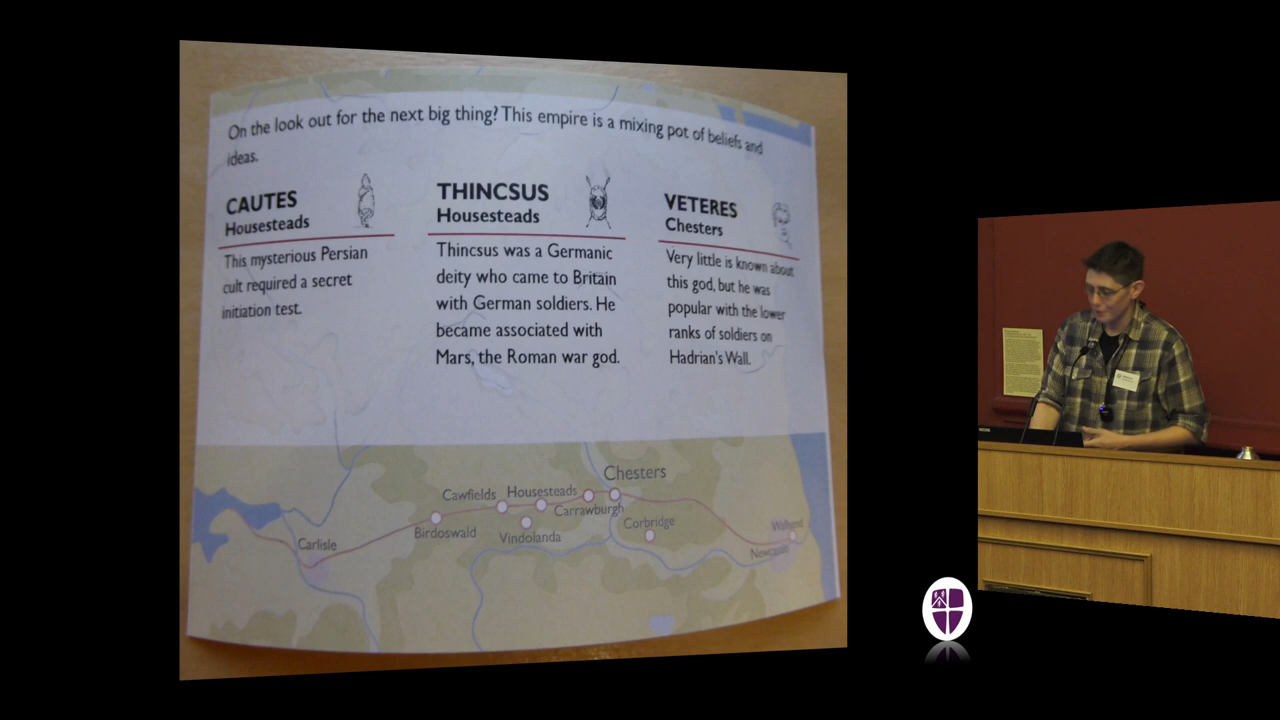 On the look out for the next big thing? This empire is a mixing pot of beliefs and
ideas.
CAUTES
Housesteads
This mysterious Persian
cult required a secret
initiation test.
THINCSUS
Housesteads
Thincsus was a Germanic
deity who came to Britain
with German soldiers. He
became associated with
Mars, the Roman war god.
VETERES
Chesters
Very little is known about
this god, but he was
popular with the lower
ranks of soldiers on
Hadrian's Wall.
Chesters
Cawfields
Housesteads
Carrawburgh
Birdoswald
Vindolanda
Corbridge
Carlisle
Wallsend
Newcastle